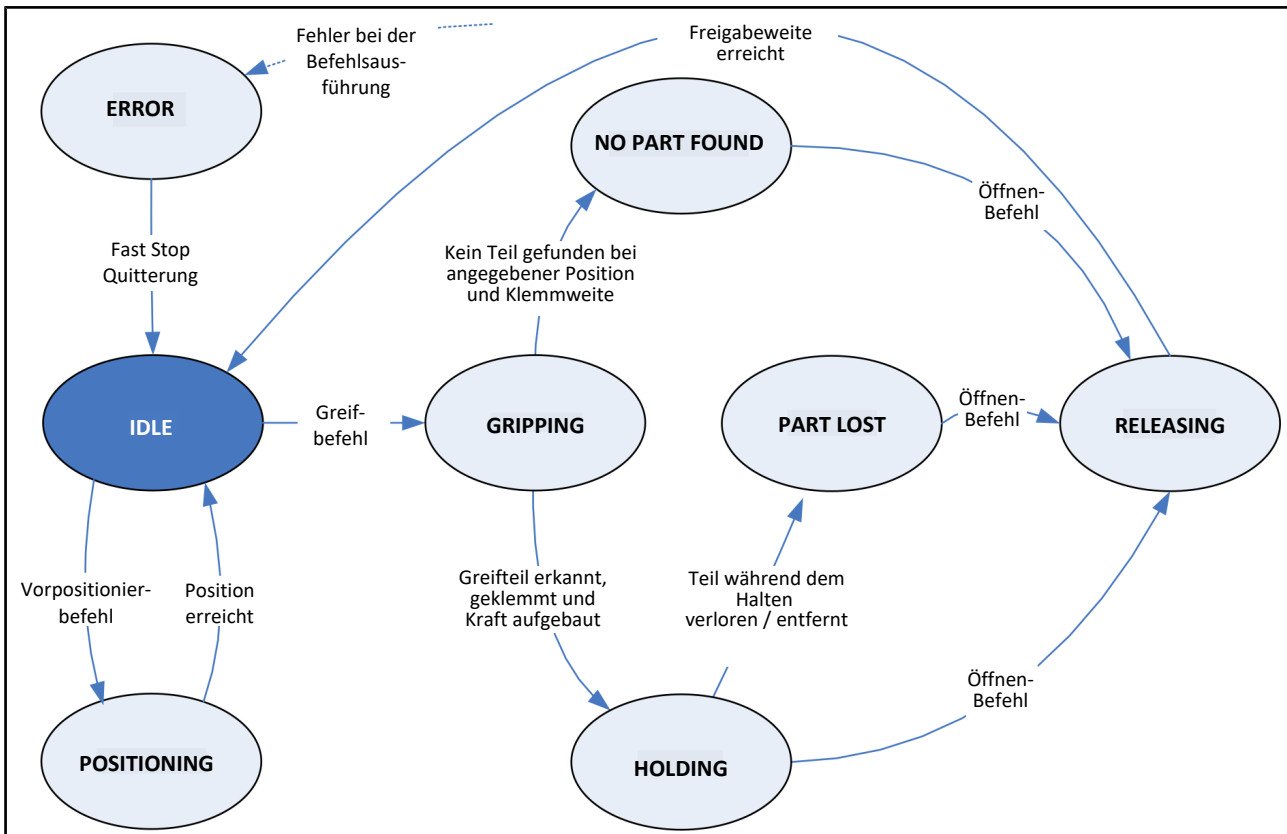 Fehler bei der
Befehlsaus-
führung
Freigabeweite
erreicht
ERROR
NO PART FOUND
Öffnen-
Befehl
Fast Stop
Quitterung
Kein Teil gefunden bei
angegebener Position
und Klemmweite
IDLE
Greif-
befehl
GRIPPING
PART LOST
Öffnen-
Befehl
RELEASING
Vorpositionier-
befehl
Position
erreicht
Greifteil erkannt,
geklemmt und
Kraft aufgebaut
Teil während dem
Halten
verloren / entfernt
Öffnen-
Befehl
POSITIONING
HOLDING